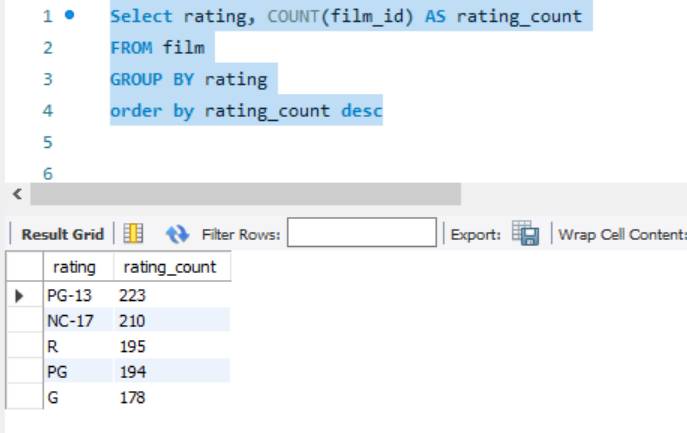 1 Select rating, COUNT(film_id) AS rating_count
2 FROM film
3 GROUP BY rating
4 order by rating_count desc
5
6
Result Grid Filter Rows: Export: Wrap Cell Content:
rating rating_count
PG-13 223
NC-17 210
R 195
PG 194
G 178